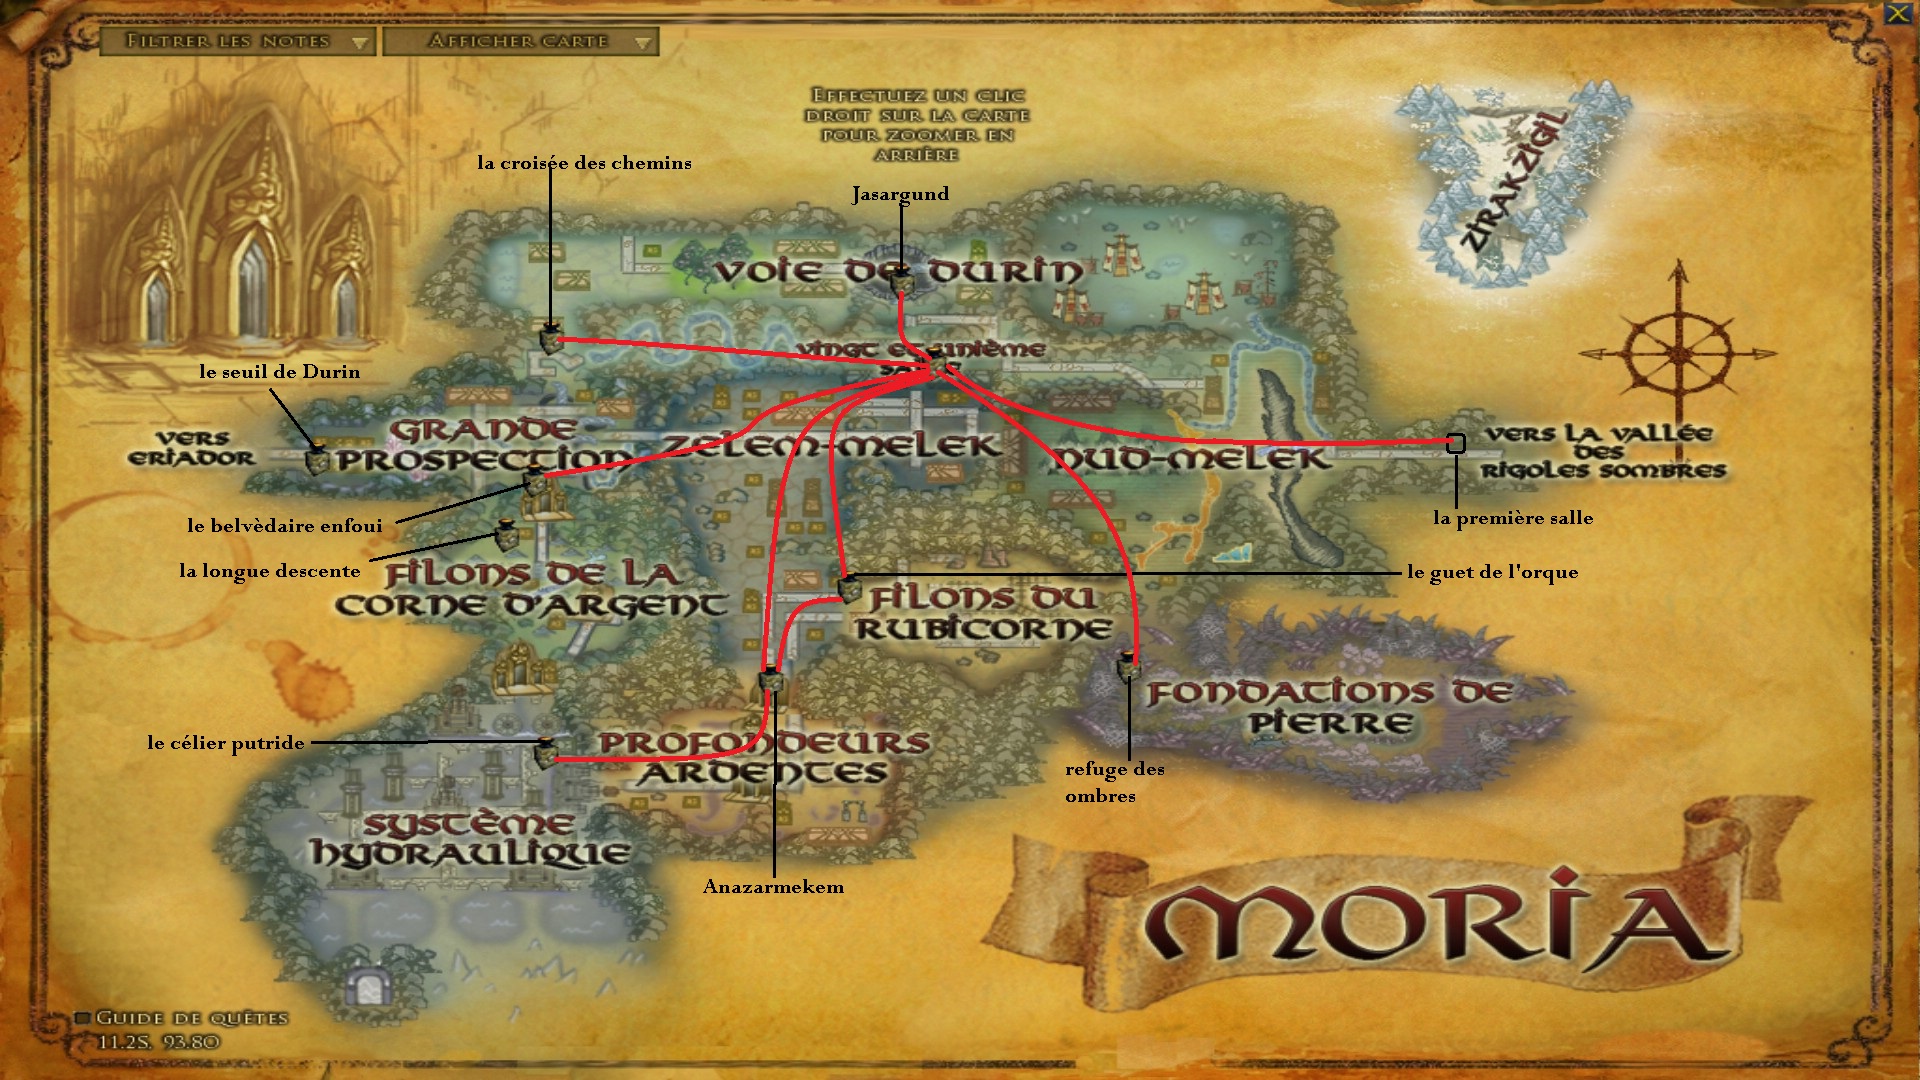 FILTRER LES NOTES
AFFICHER CARTE
EFFECTUEZ UN CLIC
DROIT SUR LA CARTE
POUR ZOOMER EN
ARRIÈRE
ZIRAKZIGIL
la croisée des chemins
Jasargund
VOIE DE DURIN
VINGT ET UNIÈME
SALLE
le seuil de Durin
VERS
ERIADOR
GRANDE
PROSPECTION
ZELEM-MELEK
NUD-MELEK
VERS LA VALLÉE
DES
RIGOLES SOMBRES
la première salle
le belvèdaire enfoui
la longue descente
FILONS DE LA
CORNE D'ARGENT
le guet de l'orque
FILONS DU
RUBICORNE
FONDATIONS DE
PIERRE
le célier putride
PROFONDEURS
ARDENTES
refuge des
ombres
SYSTÈME
HYDRAULIQUE
Anazarmekem
MORIA
GUIDE DE QUÊTES
11.2S, 93.8O